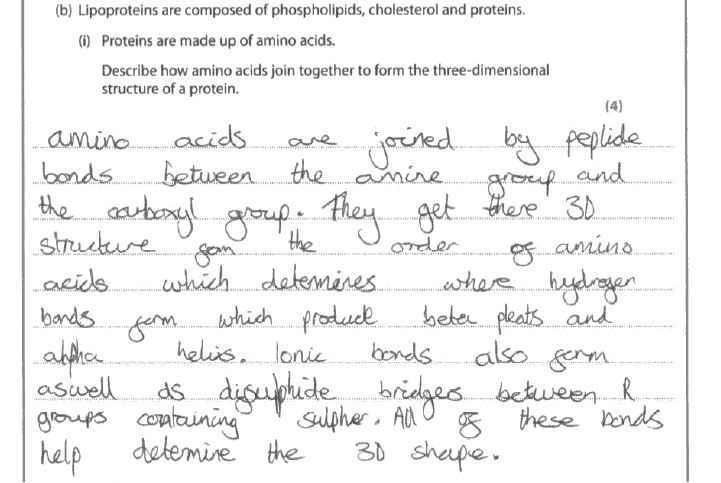 (b) Lipoproteins are composed of phospholipids, cholesterol and proteins.
(i) Proteins are made up of amino acids.
Describe how amino acids join together to form the three-dimensional
structure of a protein.
(4)
amino acids are joined by peptide
bonds between the amine group and
the carboxyl group. They get there 3D
structure from the order of amino
acids which determines where hydrogen
bonds form which produce beta pleats and
alpha helixs. Ionic bonds also form
aswell as disulphide bridges between R
groups containing sulpher. All of these bonds
help detemine the 3D shape.